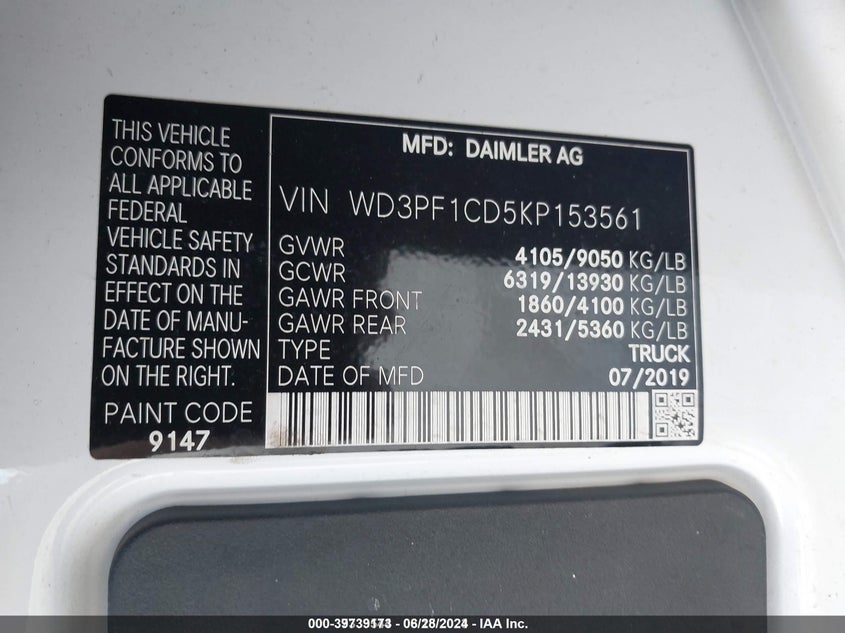 THIS VEHICLE
CONFORMS TO
ALL APPLICABLE
FEDERAL
VEHICLE SAFETY
STANDARDS IN
EFFECT ON THE
DATE OF MANU-
FACTURE SHOWN
ON THE RIGHT.
PAINT CODE
9147
MFD: DAIMLER AG
VIN WD3PF1CD5KP153561
GVWR 4105/9050 KG/LB
GCWR 6319/13930 KG/LB
GAWR FRONT 1860/4100 KG/LB
GAWR REAR 2431/5360 KG/LB
TYPE TRUCK
DATE OF MFD 07/2019
000-39739173 - 06/28/2024 - IAA Inc.